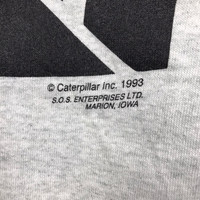 © Caterpillar Inc. 1993
S.O.S. ENTERPRISES LTD.
MARION, IOWA